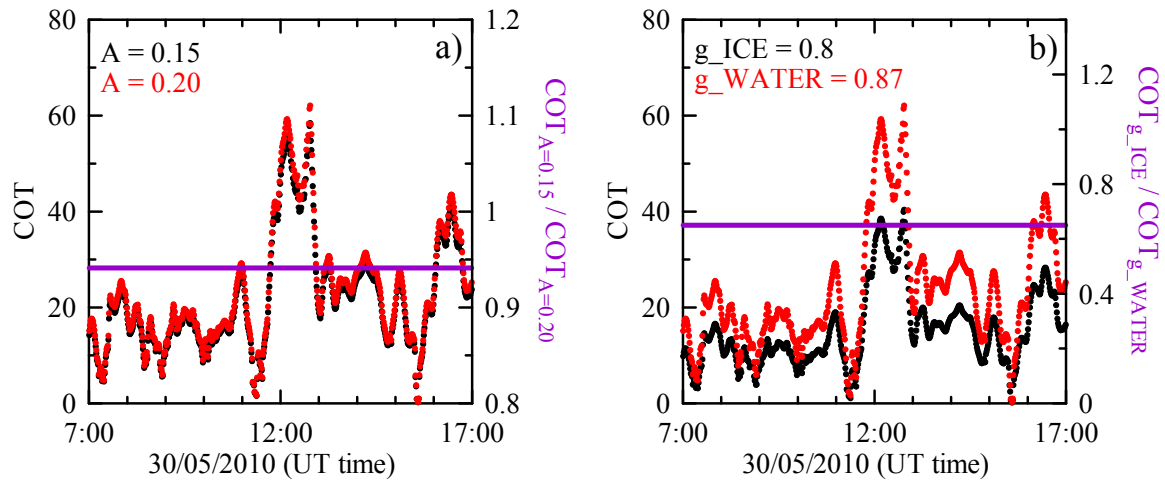 80
60
40
20
0
COT
A = 0.15
A = 0.20
a)
1.2
1.1
1
0.9
0.8
COT_A=0.15 / COT_A=0.20
7:00 12:00 17:00
30/05/2010 (UT time)
80
60
40
20
0
COT
g_ICE = 0.8
g_WATER = 0.87
b)
1.2
0.8
0.4
0
COT_g_ICE / COT_g_WATER
7:00 12:00 17:00
30/05/2010 (UT time)